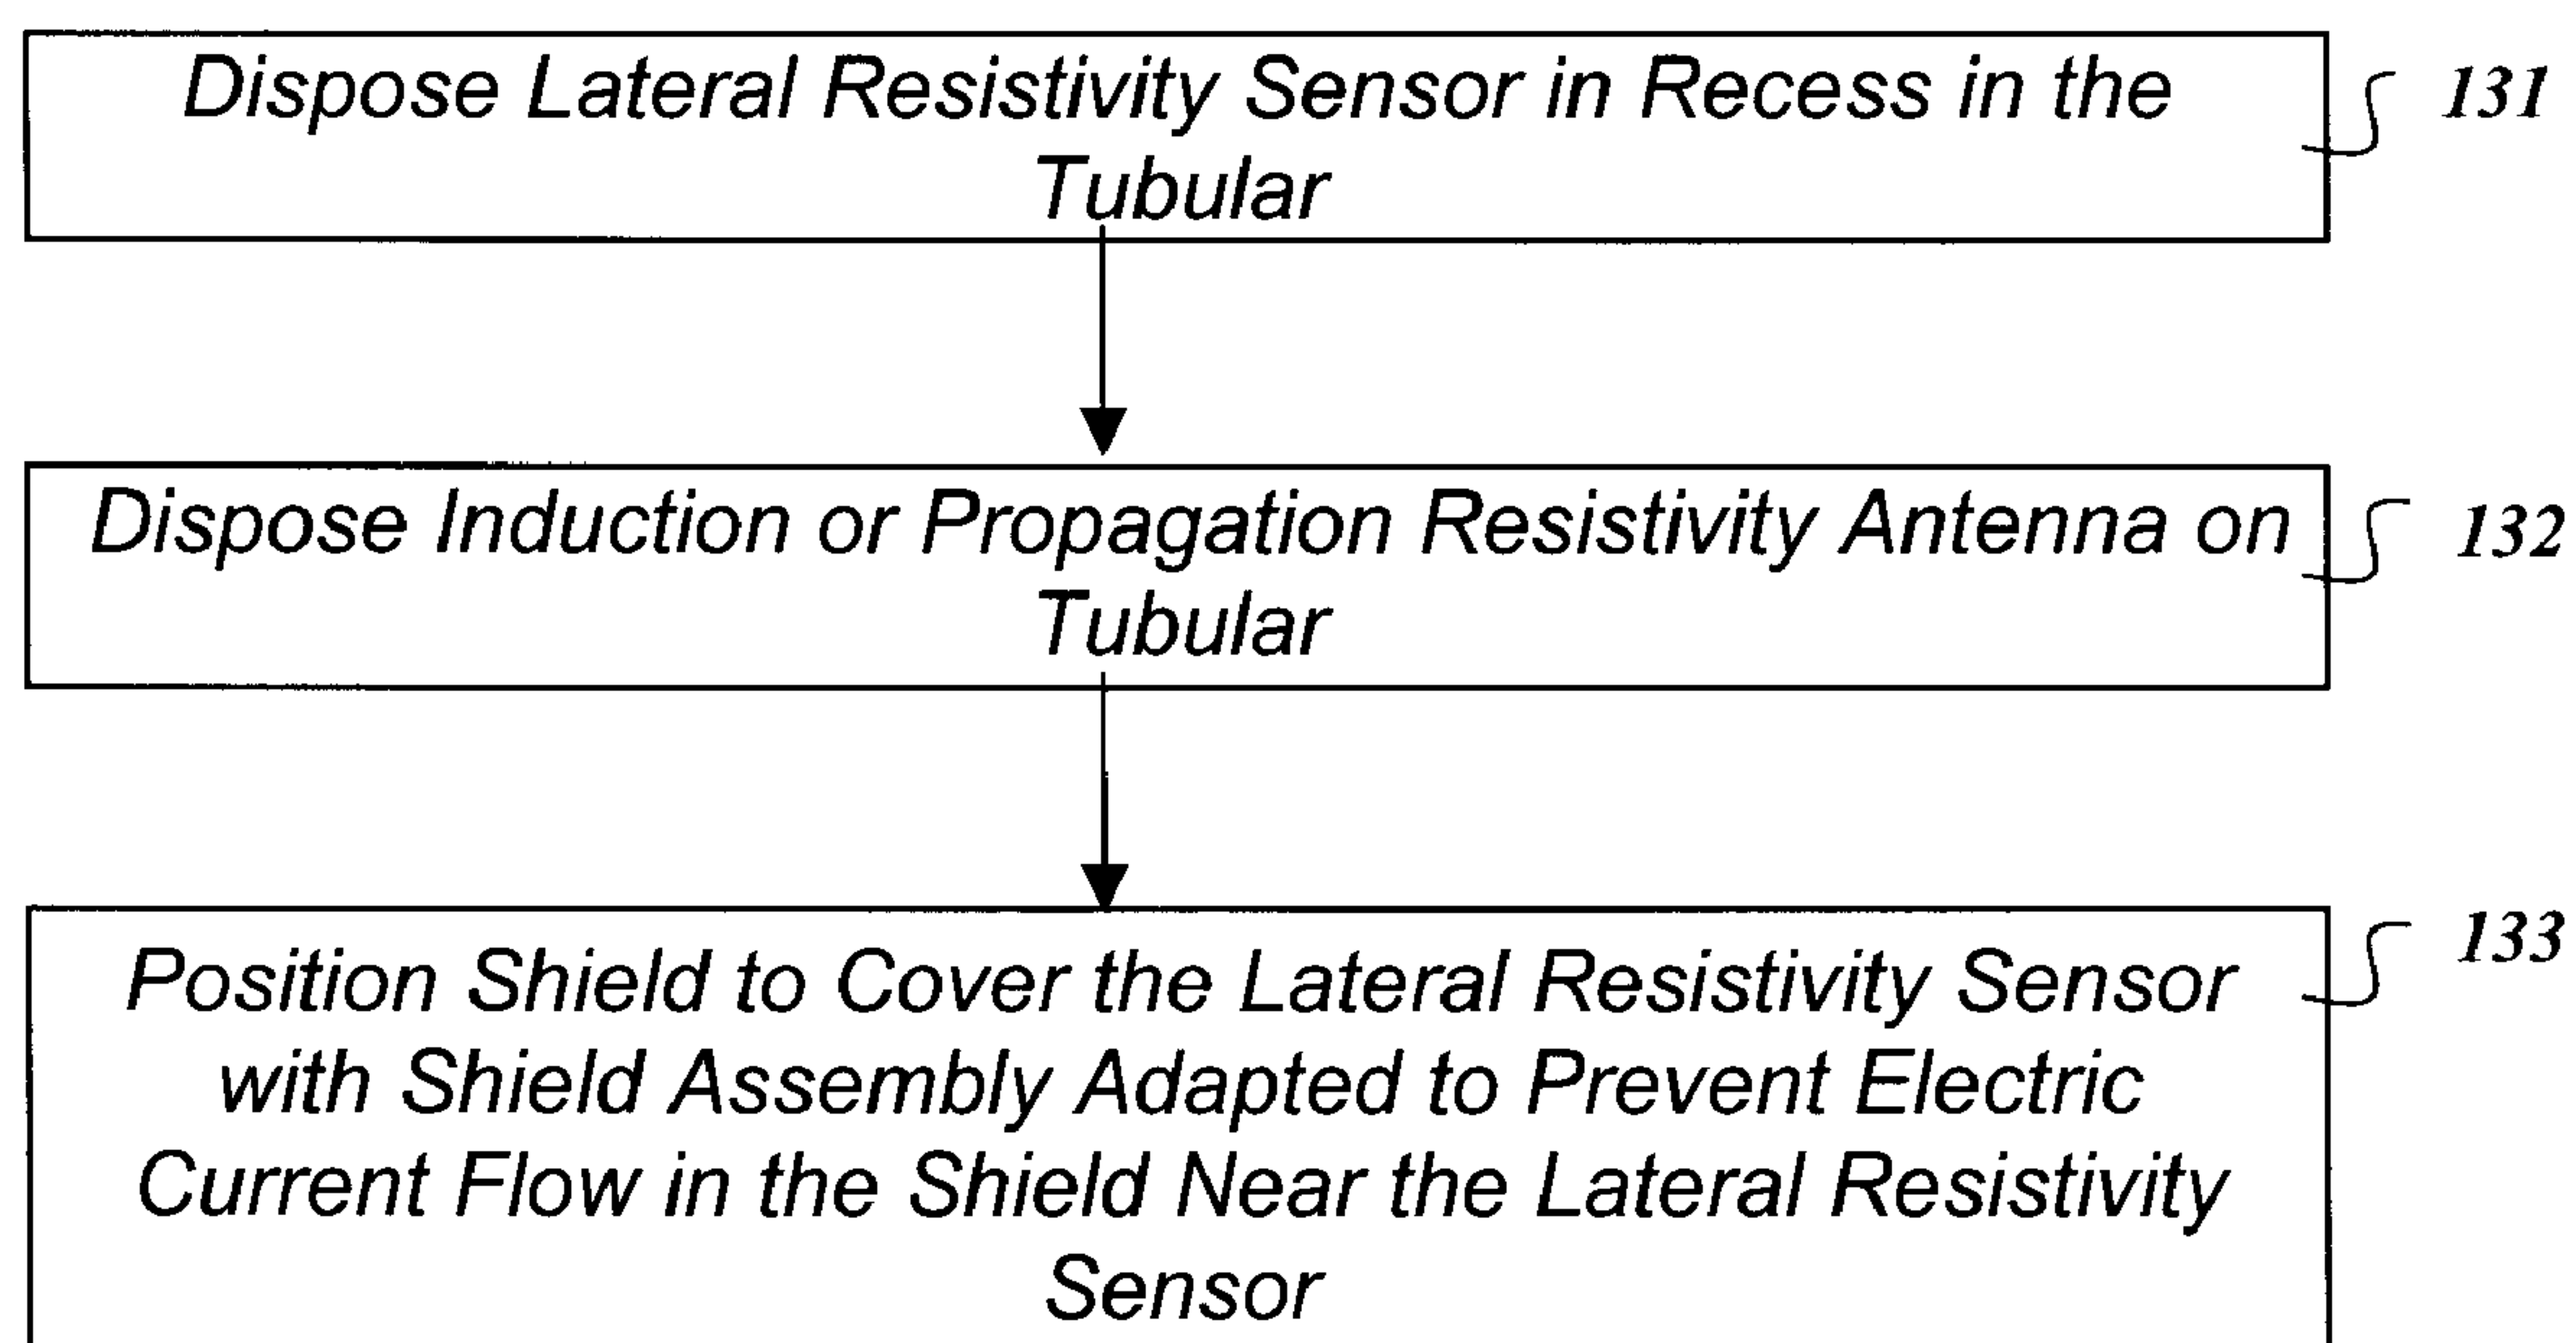 Dispose Lateral Resistivity Sensor in Recess in the
Tubular
131
Dispose Induction or Propagation Resistivity Antenna on
Tubular
132
Position Shield to Cover the Lateral Resistivity Sensor
with Shield Assembly Adapted to Prevent Electric
Current Flow in the Shield Near the Lateral Resistivity
Sensor
133